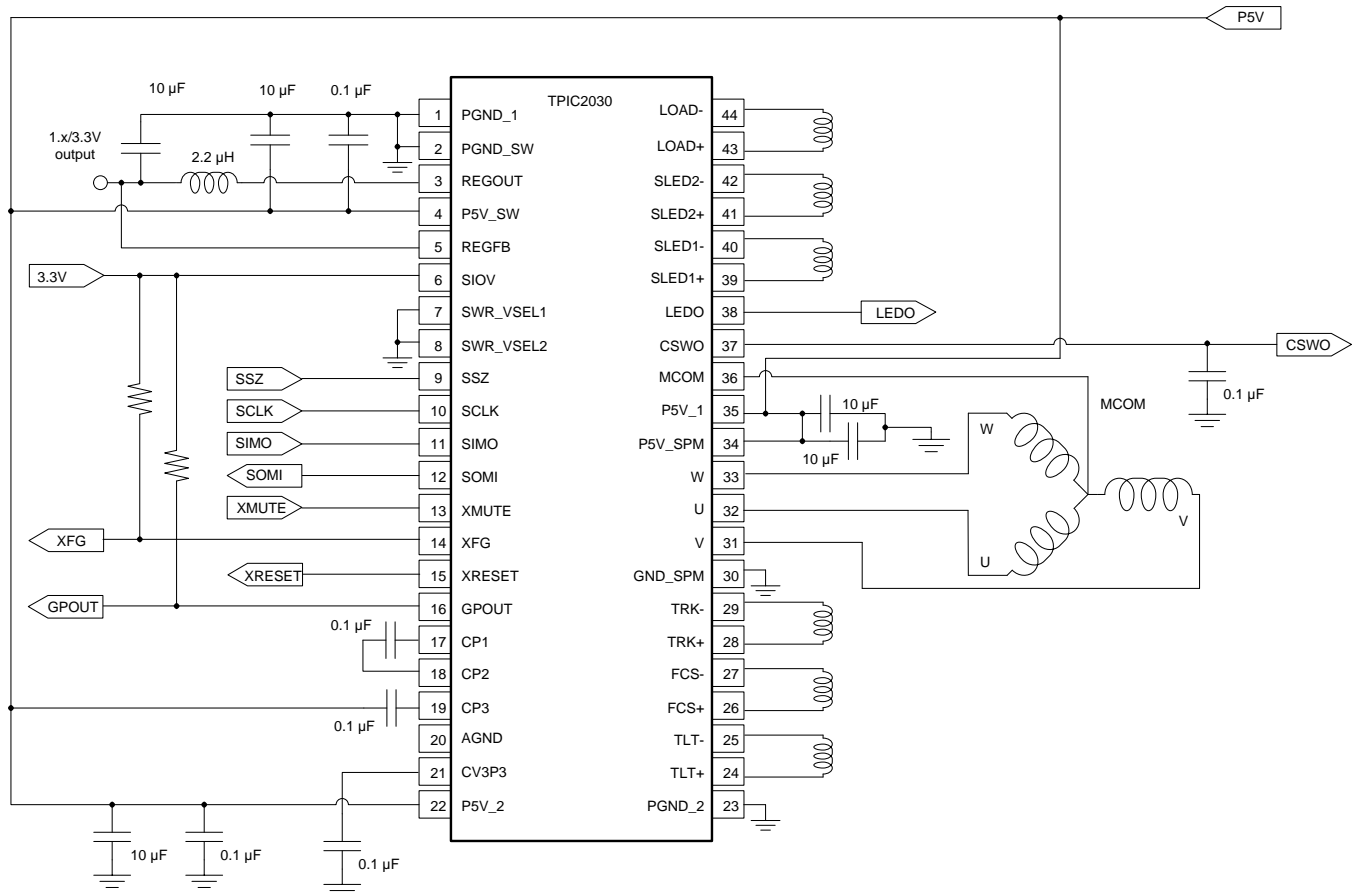 P5V
10 µF
10 µF
0.1 µF
1.x/3.3V
output
2.2 µH
3.3V
SSZ
SCLK
SIMO
SOMI
XMUTE
XFG
XRESET
GPOUT
0.1 µF
0.1 µF
10 µF
0.1 µF
0.1 µF
TPIC2030
1 PGND_1
2 PGND_SW
3 REGOUT
4 P5V_SW
5 REGFB
6 SIOV
7 SWR_VSEL1
8 SWR_VSEL2
9 SSZ
10 SCLK
11 SIMO
12 SOMI
13 XMUTE
14 XFG
15 XRESET
16 GPOUT
17 CP1
18 CP2
19 CP3
20 AGND
21 CV3P3
22 P5V_2
LOAD- 44
LOAD+ 43
SLED2- 42
SLED2+ 41
SLED1- 40
SLED1+ 39
LEDO 38
CSWO 37
MCOM 36
P5V_1 35
P5V_SPM 34
W 33
U 32
V 31
GND_SPM 30
TRK- 29
TRK+ 28
FCS- 27
FCS+ 26
TLT- 25
TLT+ 24
PGND_2 23
LEDO
CSWO
0.1 µF
MCOM
10 µF
10 µF
W
V
U